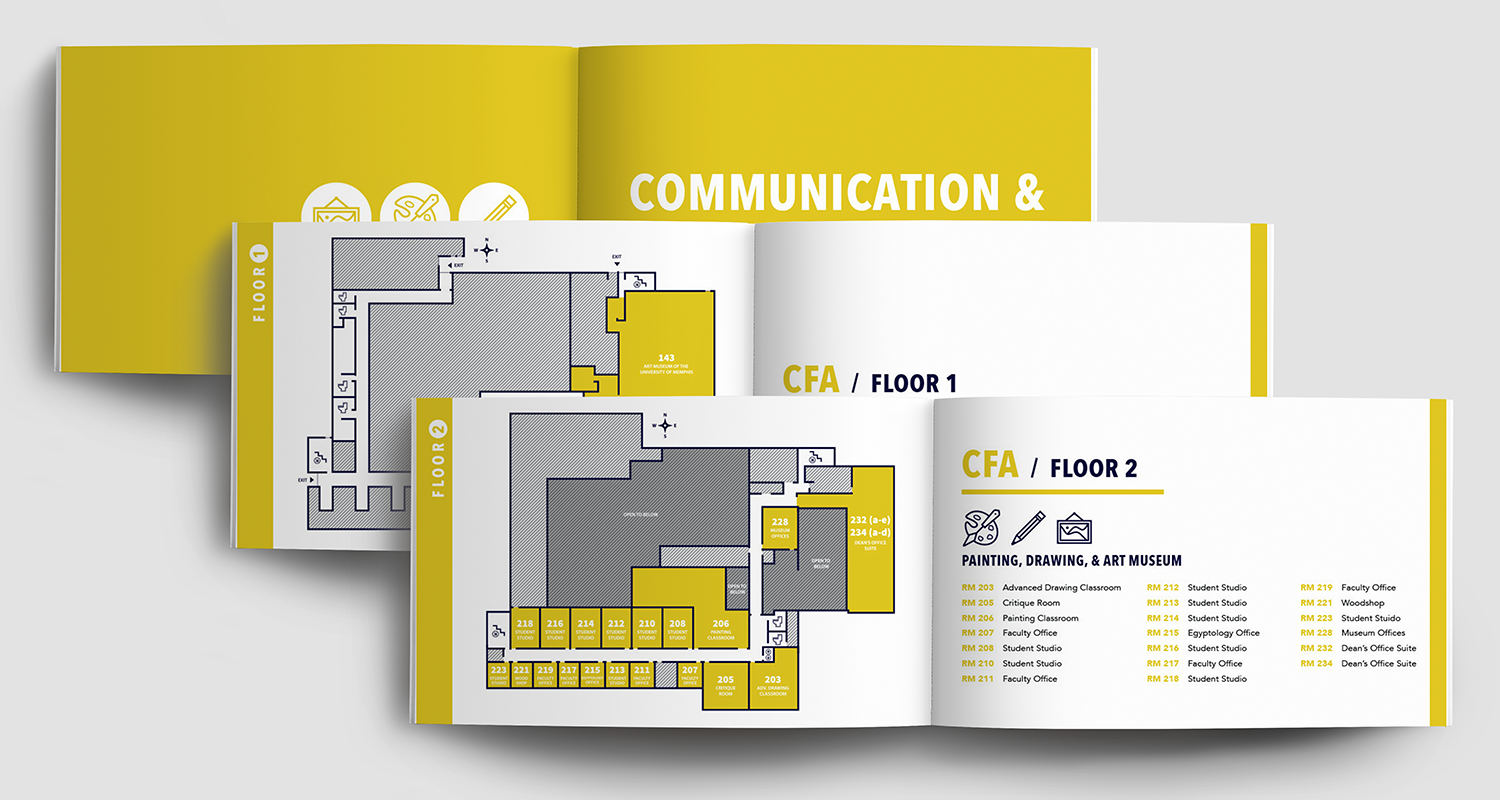 COMMUNICATION &
FLOOR 1
N
W E
S
EXIT
EXIT
143
ART MUSEUM OF THE
UNIVERSITY OF MEMPHIS
EXIT
CFA / FLOOR 1
FLOOR 2
N
W E
S
OPEN TO BELOW
228
MUSEUM
OFFICES
232 (a-e)
234 (a-d)
DEAN'S OFFICE
SUITE
OPEN TO
BELOW
OPEN TO
BELOW
218
STUDENT
STUDIO
216
STUDENT
STUDIO
214
STUDENT
STUDIO
212
STUDENT
STUDIO
210
STUDENT
STUDIO
208
STUDENT
STUDIO
206
PAINTING
CLASSROOM
223
STUDENT
STUDIO
221
WOOD
SHOP
219
FACULTY
OFFICE
217
FACULTY
OFFICE
215
EGYPTOLOGY
OFFICE
213
STUDENT
STUDIO
211
FACULTY
OFFICE
207
FACULTY
OFFICE
205
CRITIQUE
ROOM
203
ADV. DRAWING
CLASSROOM
CFA / FLOOR 2
PAINTING, DRAWING, & ART MUSEUM
RM 203 Advanced Drawing Classroom
RM 205 Critique Room
RM 206 Painting Classroom
RM 207 Faculty Office
RM 208 Student Studio
RM 210 Student Studio
RM 211 Faculty Office
RM 212 Student Studio
RM 213 Student Studio
RM 214 Student Studio
RM 215 Egyptology Office
RM 216 Student Studio
RM 217 Faculty Office
RM 218 Student Studio
RM 219 Faculty Office
RM 221 Woodshop
RM 223 Student Stuido
RM 228 Museum Offices
RM 232 Dean's Office Suite
RM 234 Dean's Office Suite